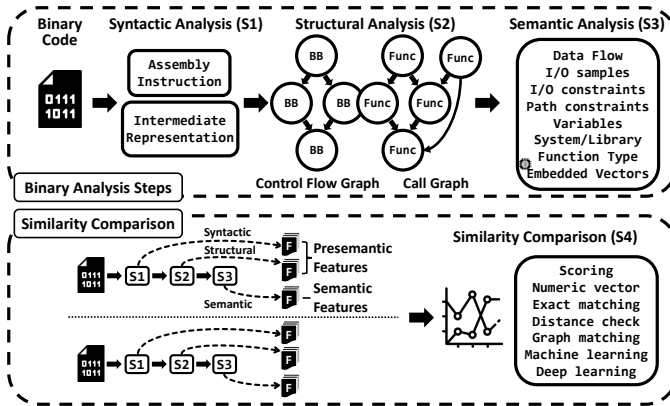 Binary
Code
0111
1011
Syntactic Analysis (S1)
Assembly
Instruction
Intermediate
Representation
Structural Analysis (S2)
BB
BB
BB
BB
Control Flow Graph
Func
Func
Func
Func
Func
Call Graph
Semantic Analysis (S3)
Data Flow
I/O samples
I/O constraints
Path constraints
Variables
System/Library
Function Type
Embedded Vectors
Binary Analysis Steps
Similarity Comparison
0111
1011
S1
S2
S3
Syntactic
Structural
Semantic
F
F
F
Presemantic
Features
Semantic
Features
0111
1011
S1
S2
S3
F
F
F
Similarity Comparison (S4)
Scoring
Numeric vector
Exact matching
Distance check
Graph matching
Machine learning
Deep learning